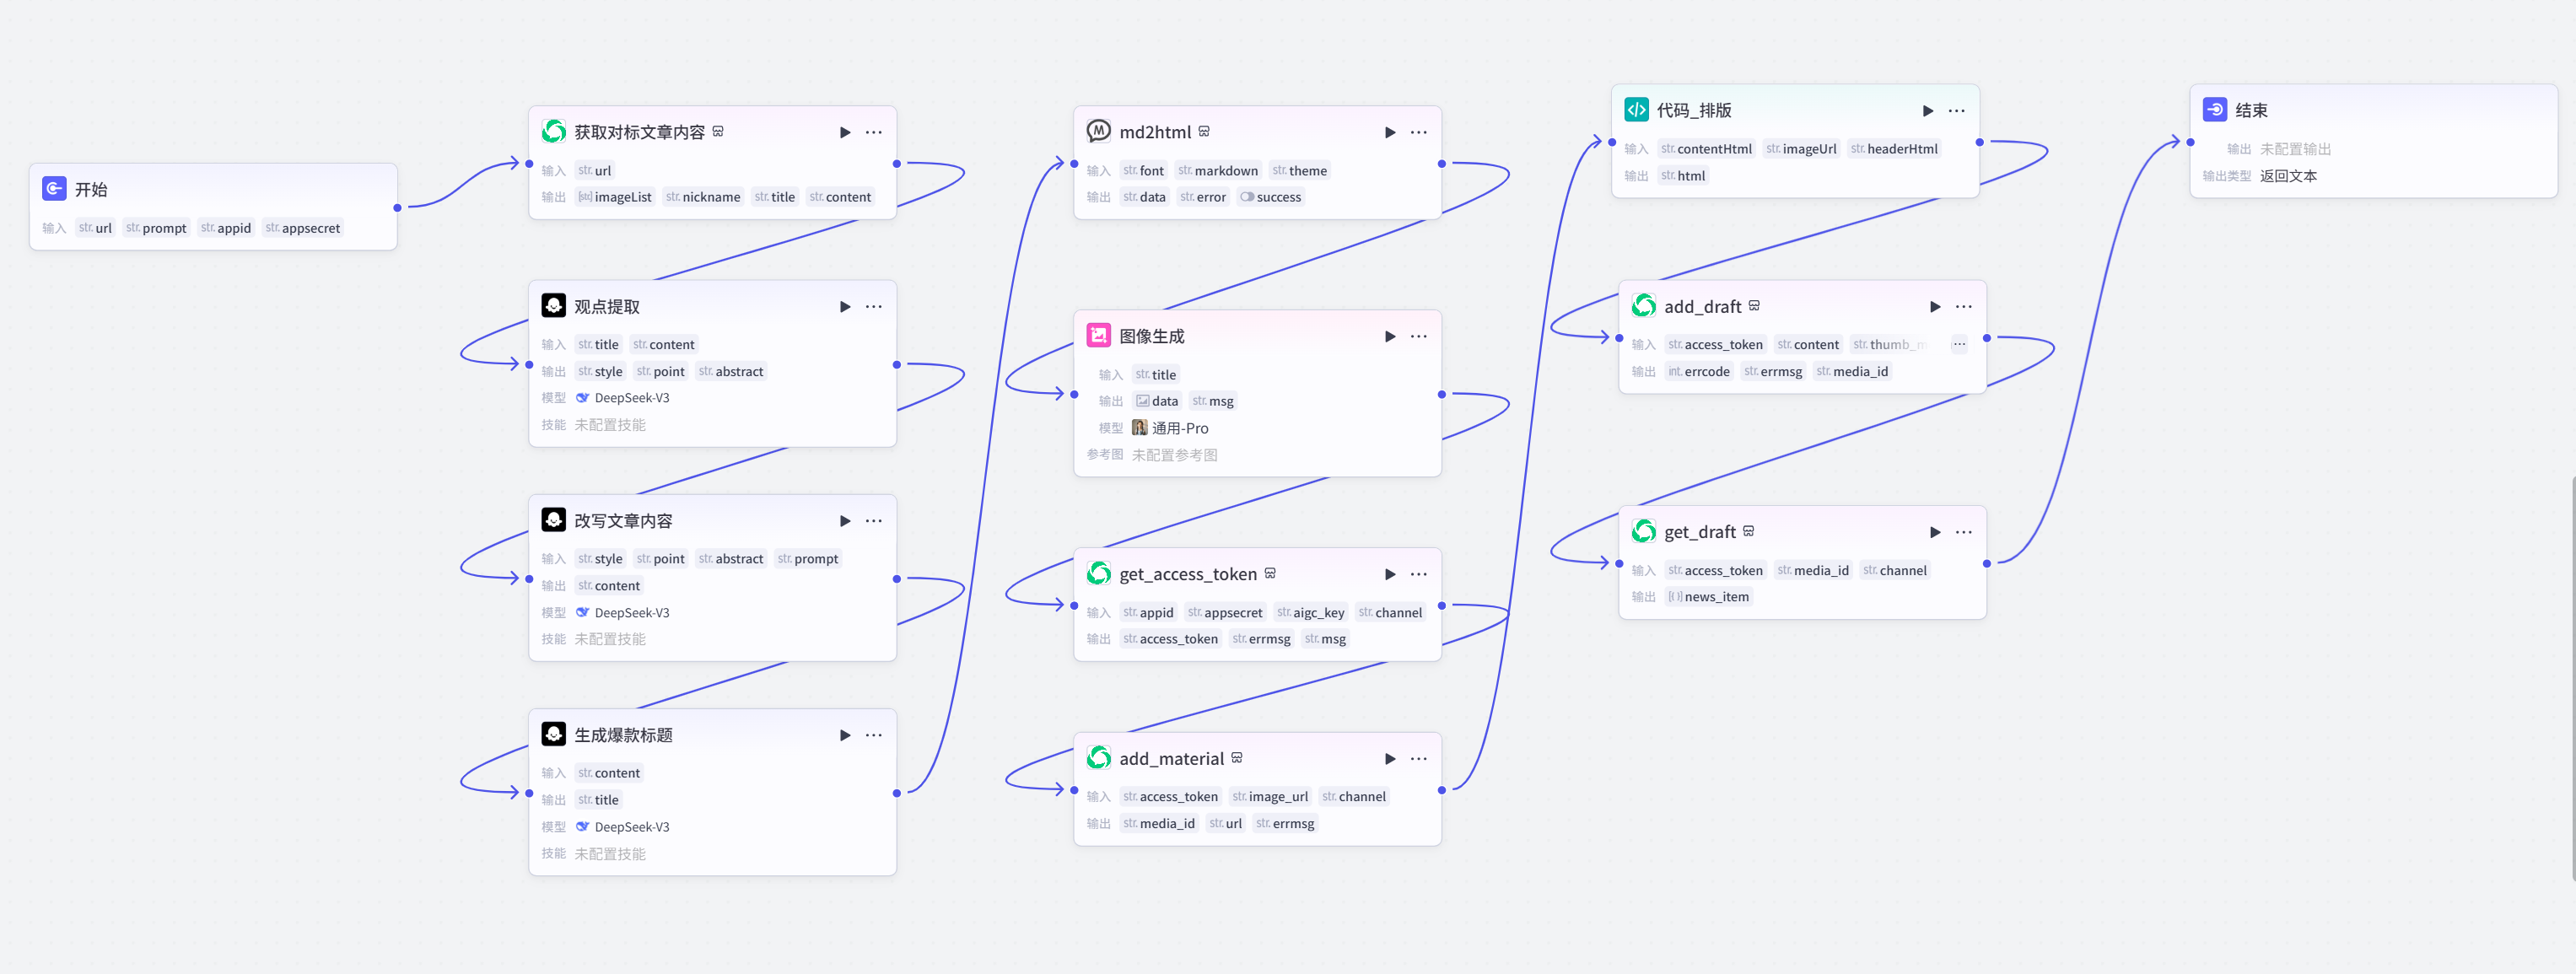 开始
输入 str. url str. prompt str. appid str. appsecret
获取对标文章内容
输入 str. url
输出 [str] imageList str. nickname str. title str. content
观点提取
输入 str. title str. content
输出 str. style str. point str. abstract
模型 DeepSeek-V3
技能 未配置技能
改写文章内容
输入 str. style str. point str. abstract str. prompt
输出 str. content
模型 DeepSeek-V3
技能 未配置技能
生成爆款标题
输入 str. content
输出 str. title
模型 DeepSeek-V3
技能 未配置技能
md2html
输入 str. font str. markdown str. theme
输出 str. data str. error success
图像生成
输入 str. title
输出 data str. msg
模型 通用-Pro
参考图 未配置参考图
get_access_token
输入 str. appid str. appsecret str. aigc_key str. channel
输出 str. access_token str. errmsg str. msg
add_material
输入 str. access_token str. image_url str. channel
输出 str. media_id str. url str. errmsg
代码_排版
输入 str. contentHtml str. imageUrl str. headerHtml
输出 str. html
add_draft
输入 str. access_token str. content str. thumb_m ...
输出 int. errcode str. errmsg str. media_id
get_draft
输入 str. access_token str. media_id str. channel
输出 [{}] news_item
结束
输出 未配置输出
输出类型 返回文本